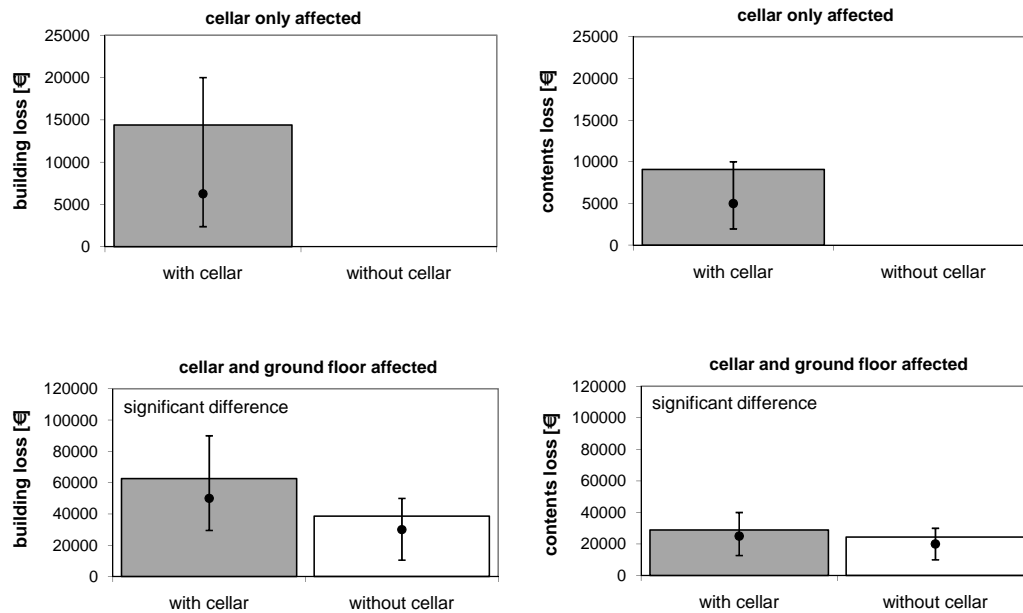 cellar only affected
building loss [€]
25000
20000
15000
10000
5000
0
with cellar
without cellar
cellar only affected
contents loss [€]
25000
20000
15000
10000
5000
0
with cellar
without cellar
cellar and ground floor affected
building loss [€]
120000
100000
80000
60000
40000
20000
0
significant difference
with cellar
without cellar
cellar and ground floor affected
contents loss [€]
120000
100000
80000
60000
40000
20000
0
significant difference
with cellar
without cellar